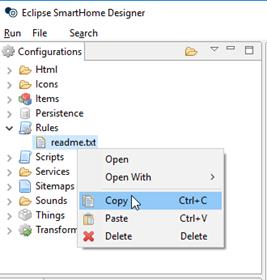 Eclipse SmartHome Designer
Run Search
Configurations
Html
Icons
Items
Persistence
Rules
readme.txt
Scripts
Services
Sitemaps
Sounds
Things
Transform
Open
Open With
Copy Ctrl+C
Paste Ctrl+V
Delete Delete